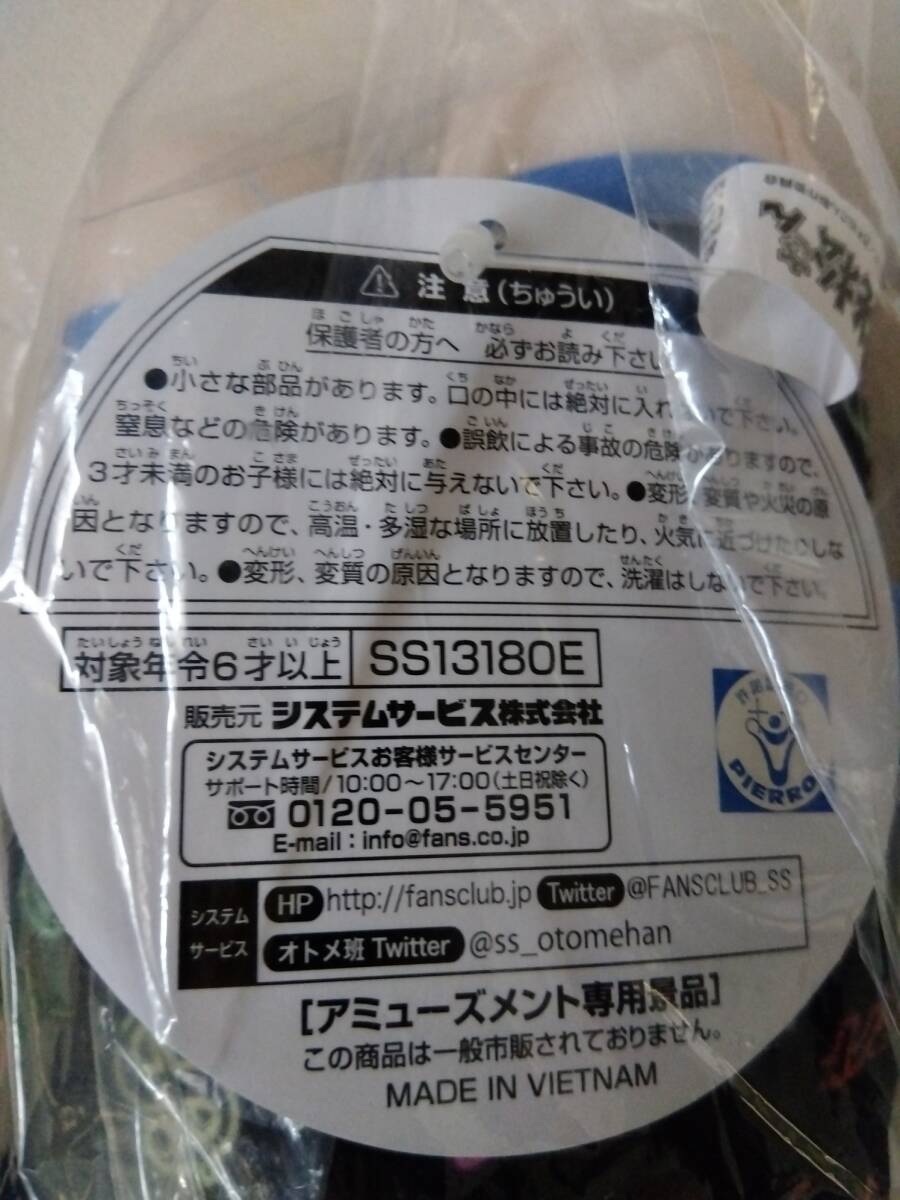 ⚠ 注意(ちゅうい)
保護者の方へ 必ずお読み下さい
●小さな部品があります。口の中には絶対に入れないで下さい。
窒息などの危険があります。●誤飲による事故の危険がありますので、
3才未満のお子様には絶対に与えないで下さい。●変形、変質や火災の原
因となりますので、高温・多湿な場所に放置したり、火気に近づけたりしな
いで下さい。●変形、変質の原因となりますので、洗濯はしないで下さい。
対象年令6才以上 SS13180E
販売元 システムサービス株式会社
システムサービスお客様サービスセンター
サポート時間/10:00〜17:00(土日祝除く)
0120-05-5951
E-mail:info@fans.co.jp
システムサービス HP http://fansclub.jp Twitter @FANSCLUB_SS
オトメ班 Twitter @ss_otomehan
[アミューズメント専用景品]
この商品は一般市販されておりません。
MADE IN VIETNAM
PIERROT